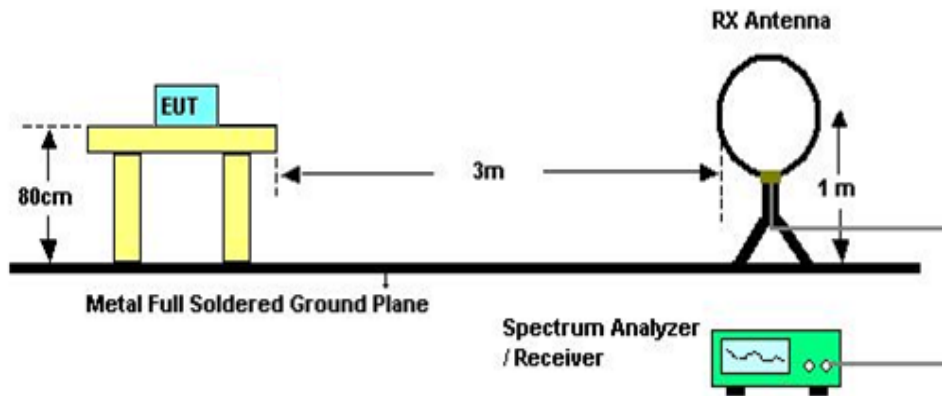 RX Antenna
EUT
80cm
3m
1 m
Metal Full Soldered Ground Plane
Spectrum Analyzer
/ Receiver